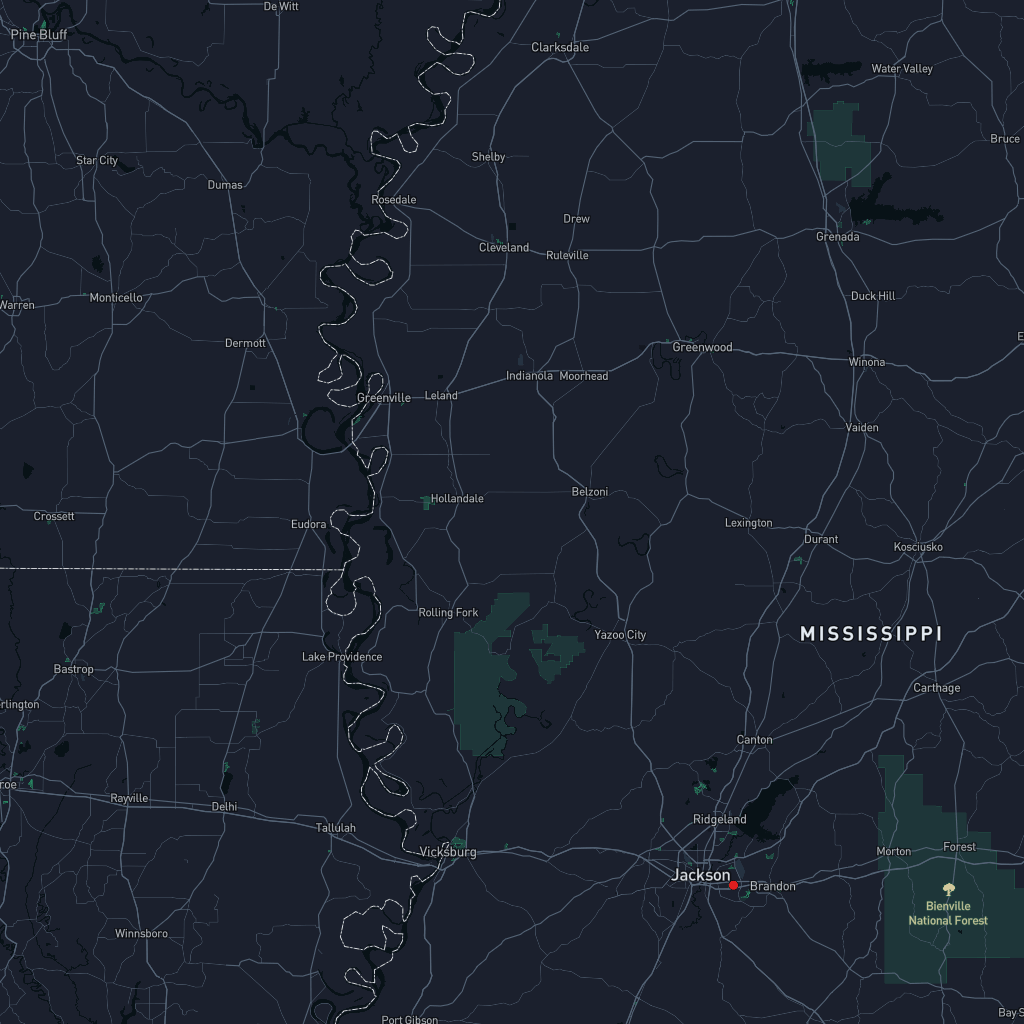 De Witt
Pine Bluff
Clarksdale
Water Valley
Bruce
Star City
Shelby
Dumas
Rosedale
Drew
Grenada
Cleveland
Ruleville
Monticello
Warren
Duck Hill
Dermott
E
Greenwood
Winona
Indianola
Moorhead
Greenville
Leland
Vaiden
Hollandale
Belzoni
Crossett
Eudora
Lexington
Durant
Kosciusko
Rolling Fork
Yazoo City
MISSISSIPPI
Lake Providence
Bastrop
Carthage
rlington
Canton
roe
Rayville
Delhi
Ridgeland
Tallulah
Vicksburg
Morton
Forest
Jackson
Brandon
Bienville
National Forest
Winnsboro
Port Gibson
Bay S